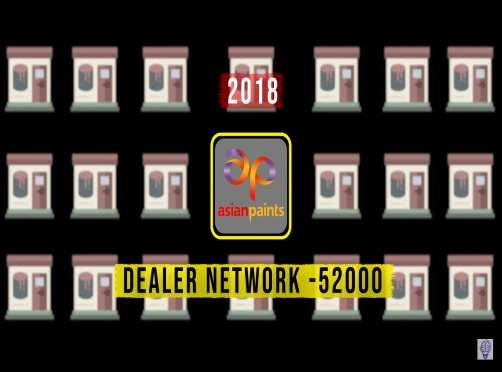 2018
asianpaints
DEALER NETWORK -52000